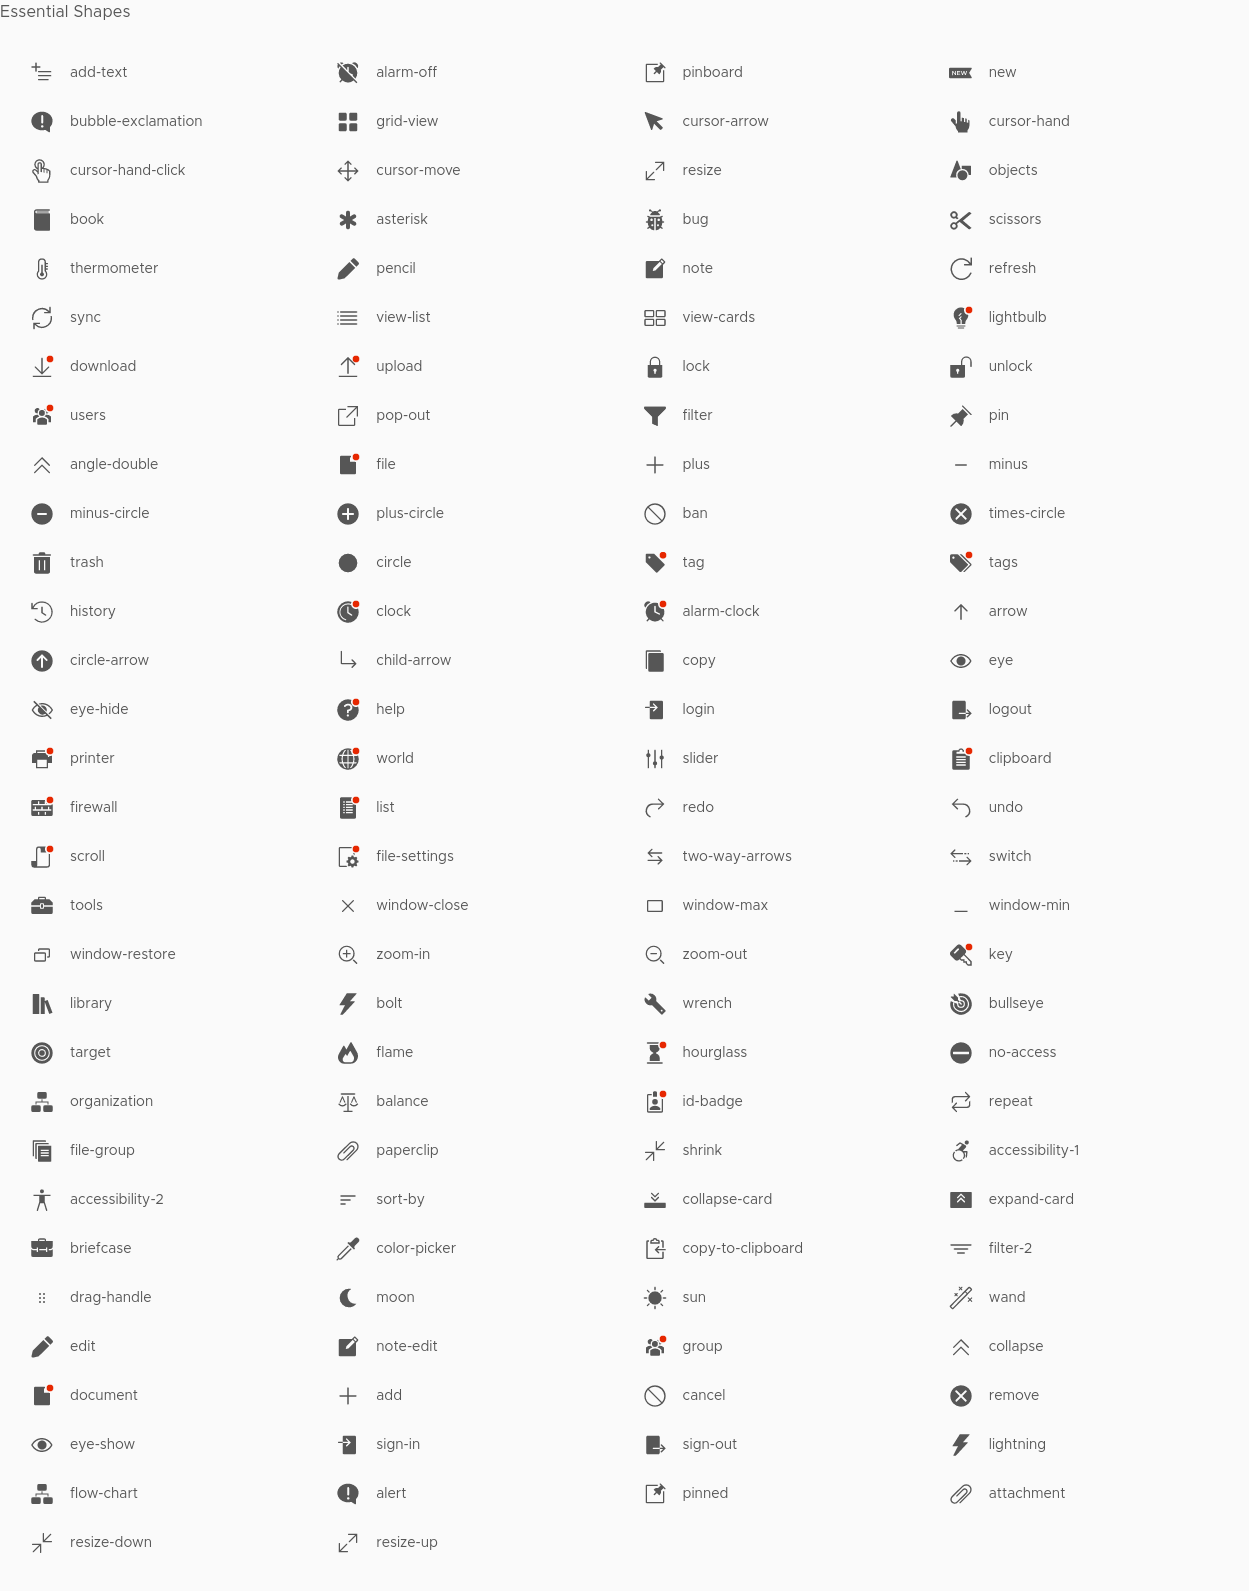 Essential Shapes
add-text alarm-off pinboard NEW new
bubble-exclamation grid-view cursor-arrow cursor-hand
cursor-hand-click cursor-move resize objects
book asterisk bug scissors
thermometer pencil note refresh
sync view-list view-cards lightbulb
download upload lock unlock
users pop-out filter pin
angle-double file plus minus
minus-circle plus-circle ban times-circle
trash circle tag tags
history clock alarm-clock arrow
circle-arrow child-arrow copy eye
eye-hide help login logout
printer world slider clipboard
firewall list redo undo
scroll file-settings two-way-arrows switch
tools window-close window-max window-min
window-restore zoom-in zoom-out key
library bolt wrench bullseye
target flame hourglass no-access
organization balance id-badge repeat
file-group paperclip shrink accessibility-1
accessibility-2 sort-by collapse-card expand-card
briefcase color-picker copy-to-clipboard filter-2
drag-handle moon sun wand
edit note-edit group collapse
document add cancel remove
eye-show sign-in sign-out lightning
flow-chart alert pinned attachment
resize-down resize-up